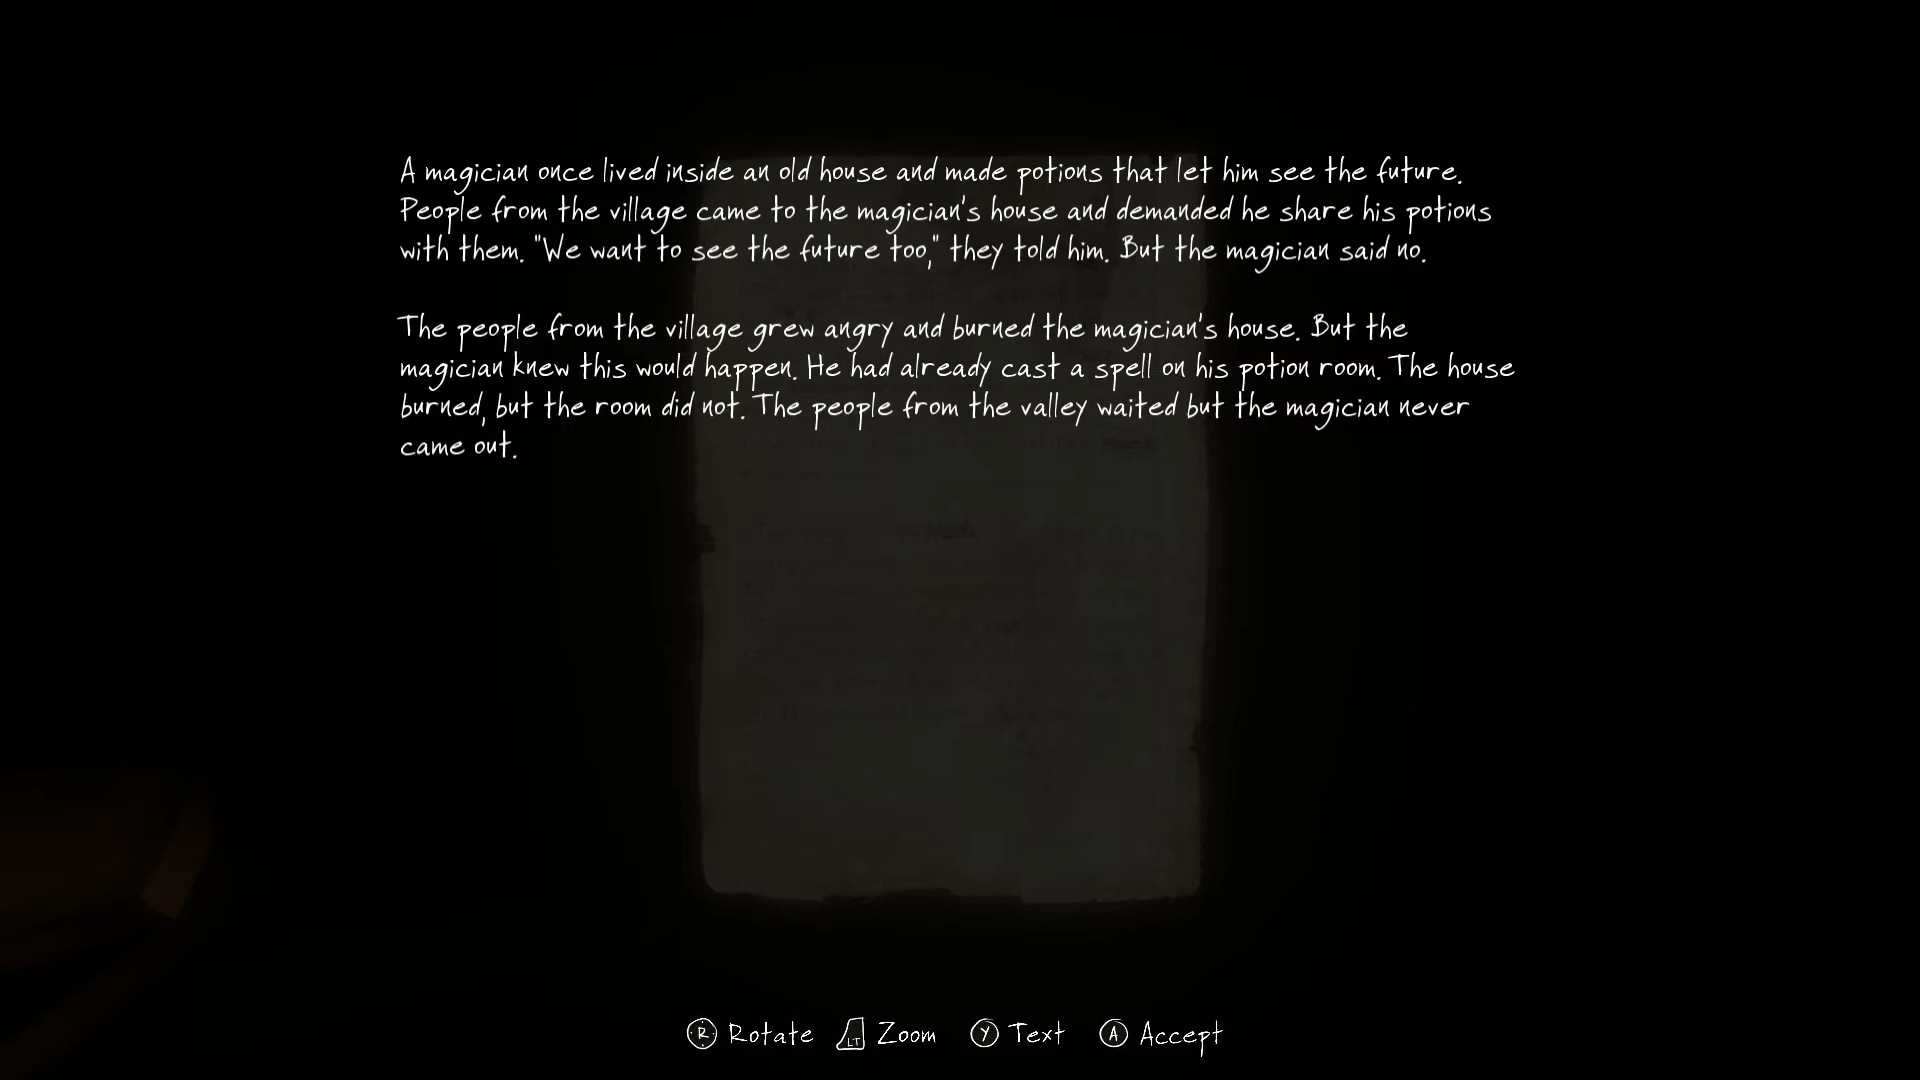 A magician once lived inside an old house and made potions that let him see the future.
People from the village came to the magician's house and demanded he share his potions
with them. "We want to see the future too," they told him. But the magician said no.
The people from the village grew angry and burned the magician's house. But the
magician knew this would happen. He had already cast a spell on his potion room. The house
burned, but the room did not. The people from the valley waited but the magician never
came out.
R Rotate LT Zoom Y Text A Accept